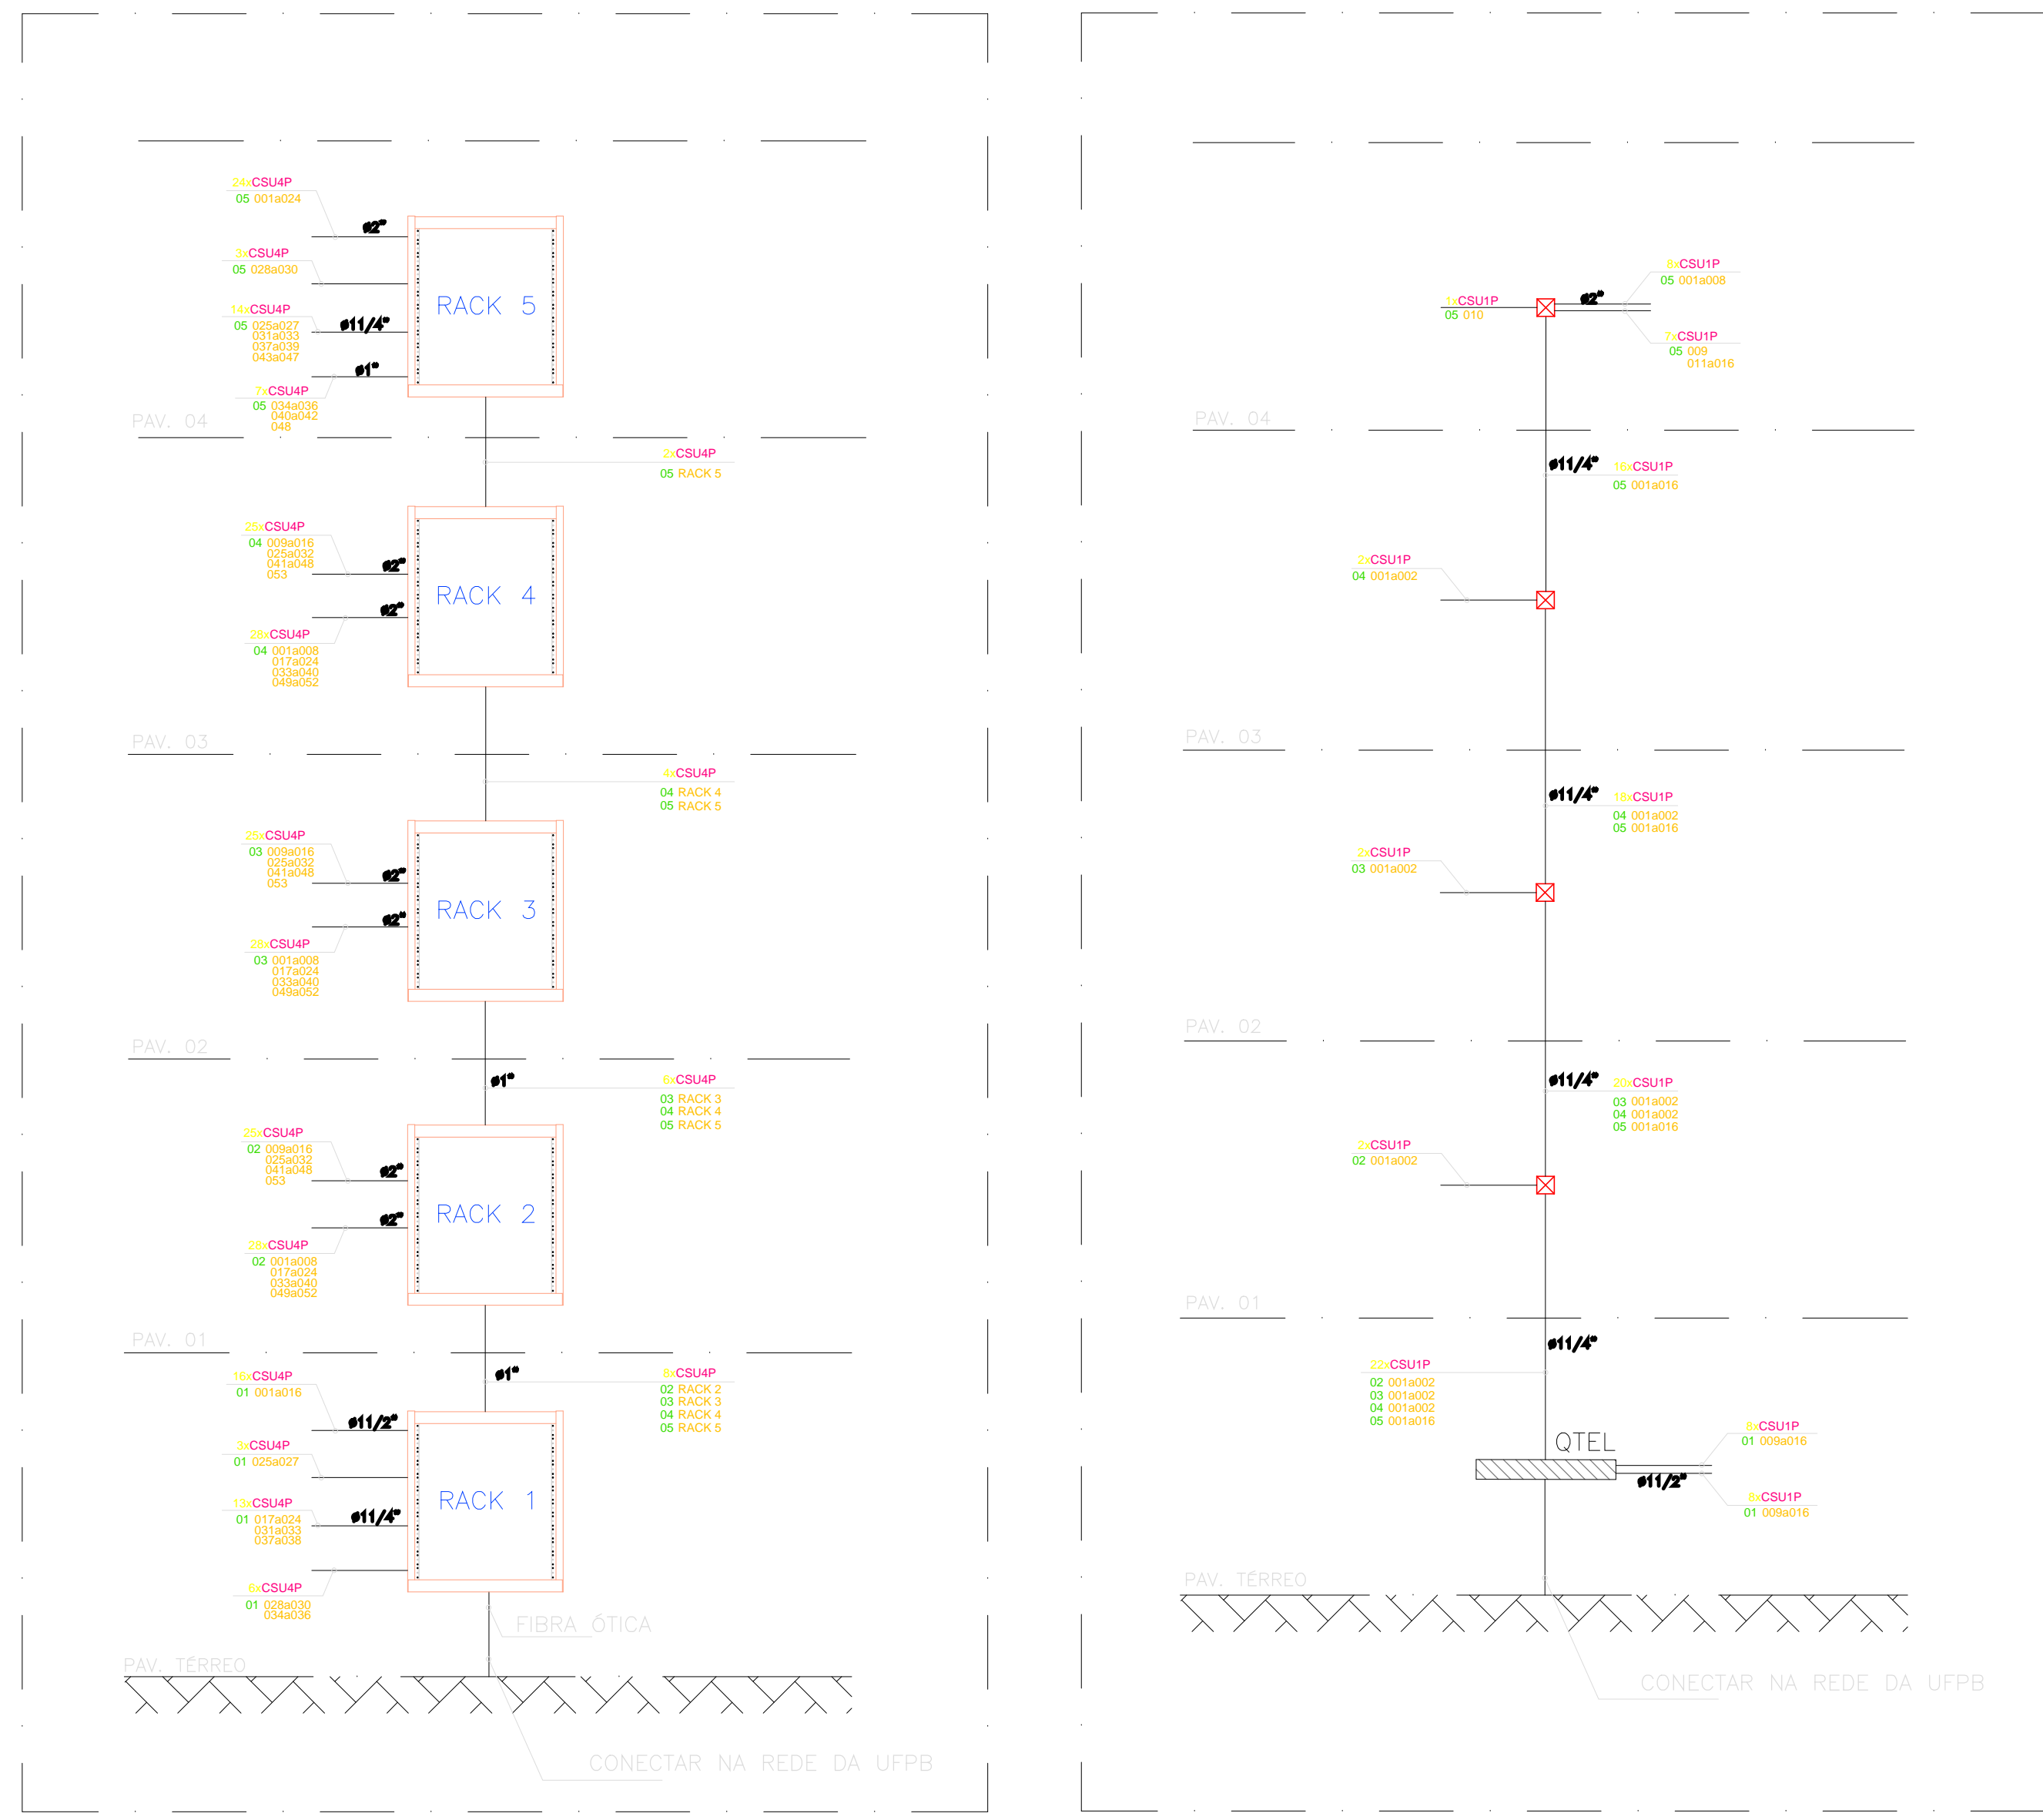 24xCSU4P
05 001a024
ø2"
3xCSU4P
05 028a030
14xCSU4P
05 025a027
031a033
037a039
043a047
ø11/4"
ø1"
7xCSU4P
05 034a036
040a042
048
RACK 5
PAV. 04
2xCSU4P
05 RACK 5
25xCSU4P
04 009a016
025a032
041a048
053
ø2"
ø2"
28xCSU4P
04 001a008
017a024
033a040
049a052
RACK 4
PAV. 03
4xCSU4P
04 RACK 4
05 RACK 5
25xCSU4P
03 009a016
025a032
041a048
053
ø2"
ø2"
28xCSU4P
03 001a008
017a024
033a040
049a052
RACK 3
PAV. 02
ø1"
6xCSU4P
03 RACK 3
04 RACK 4
05 RACK 5
25xCSU4P
02 009a016
025a032
041a048
053
ø2"
ø2"
28xCSU4P
02 001a008
017a024
033a040
049a052
RACK 2
PAV. 01
ø1"
8xCSU4P
02 RACK 2
03 RACK 3
04 RACK 4
05 RACK 5
16xCSU4P
01 001a016
ø11/2"
3xCSU4P
01 025a027
13xCSU4P
01 017a024
031a033
037a038
ø11/4"
6xCSU4P
01 028a030
034a036
RACK 1
FIBRA ÓTICA
PAV. TÉRREO
CONECTAR NA REDE DA UFPB
1xCSU1P
05 010
ø2"
8xCSU1P
05 001a008
7xCSU1P
05 009
011a016
PAV. 04
ø11/4"
16xCSU1P
05 001a016
2xCSU1P
04 001a002
PAV. 03
ø11/4"
18xCSU1P
04 001a002
05 001a016
2xCSU1P
03 001a002
PAV. 02
ø11/4"
20xCSU1P
03 001a002
04 001a002
05 001a016
2xCSU1P
02 001a002
PAV. 01
ø11/4"
22xCSU1P
02 001a002
03 001a002
04 001a002
05 001a016
QTEL
8xCSU1P
01 009a016
ø11/2"
8xCSU1P
01 009a016
PAV. TÉRREO
CONECTAR NA REDE DA UFPB